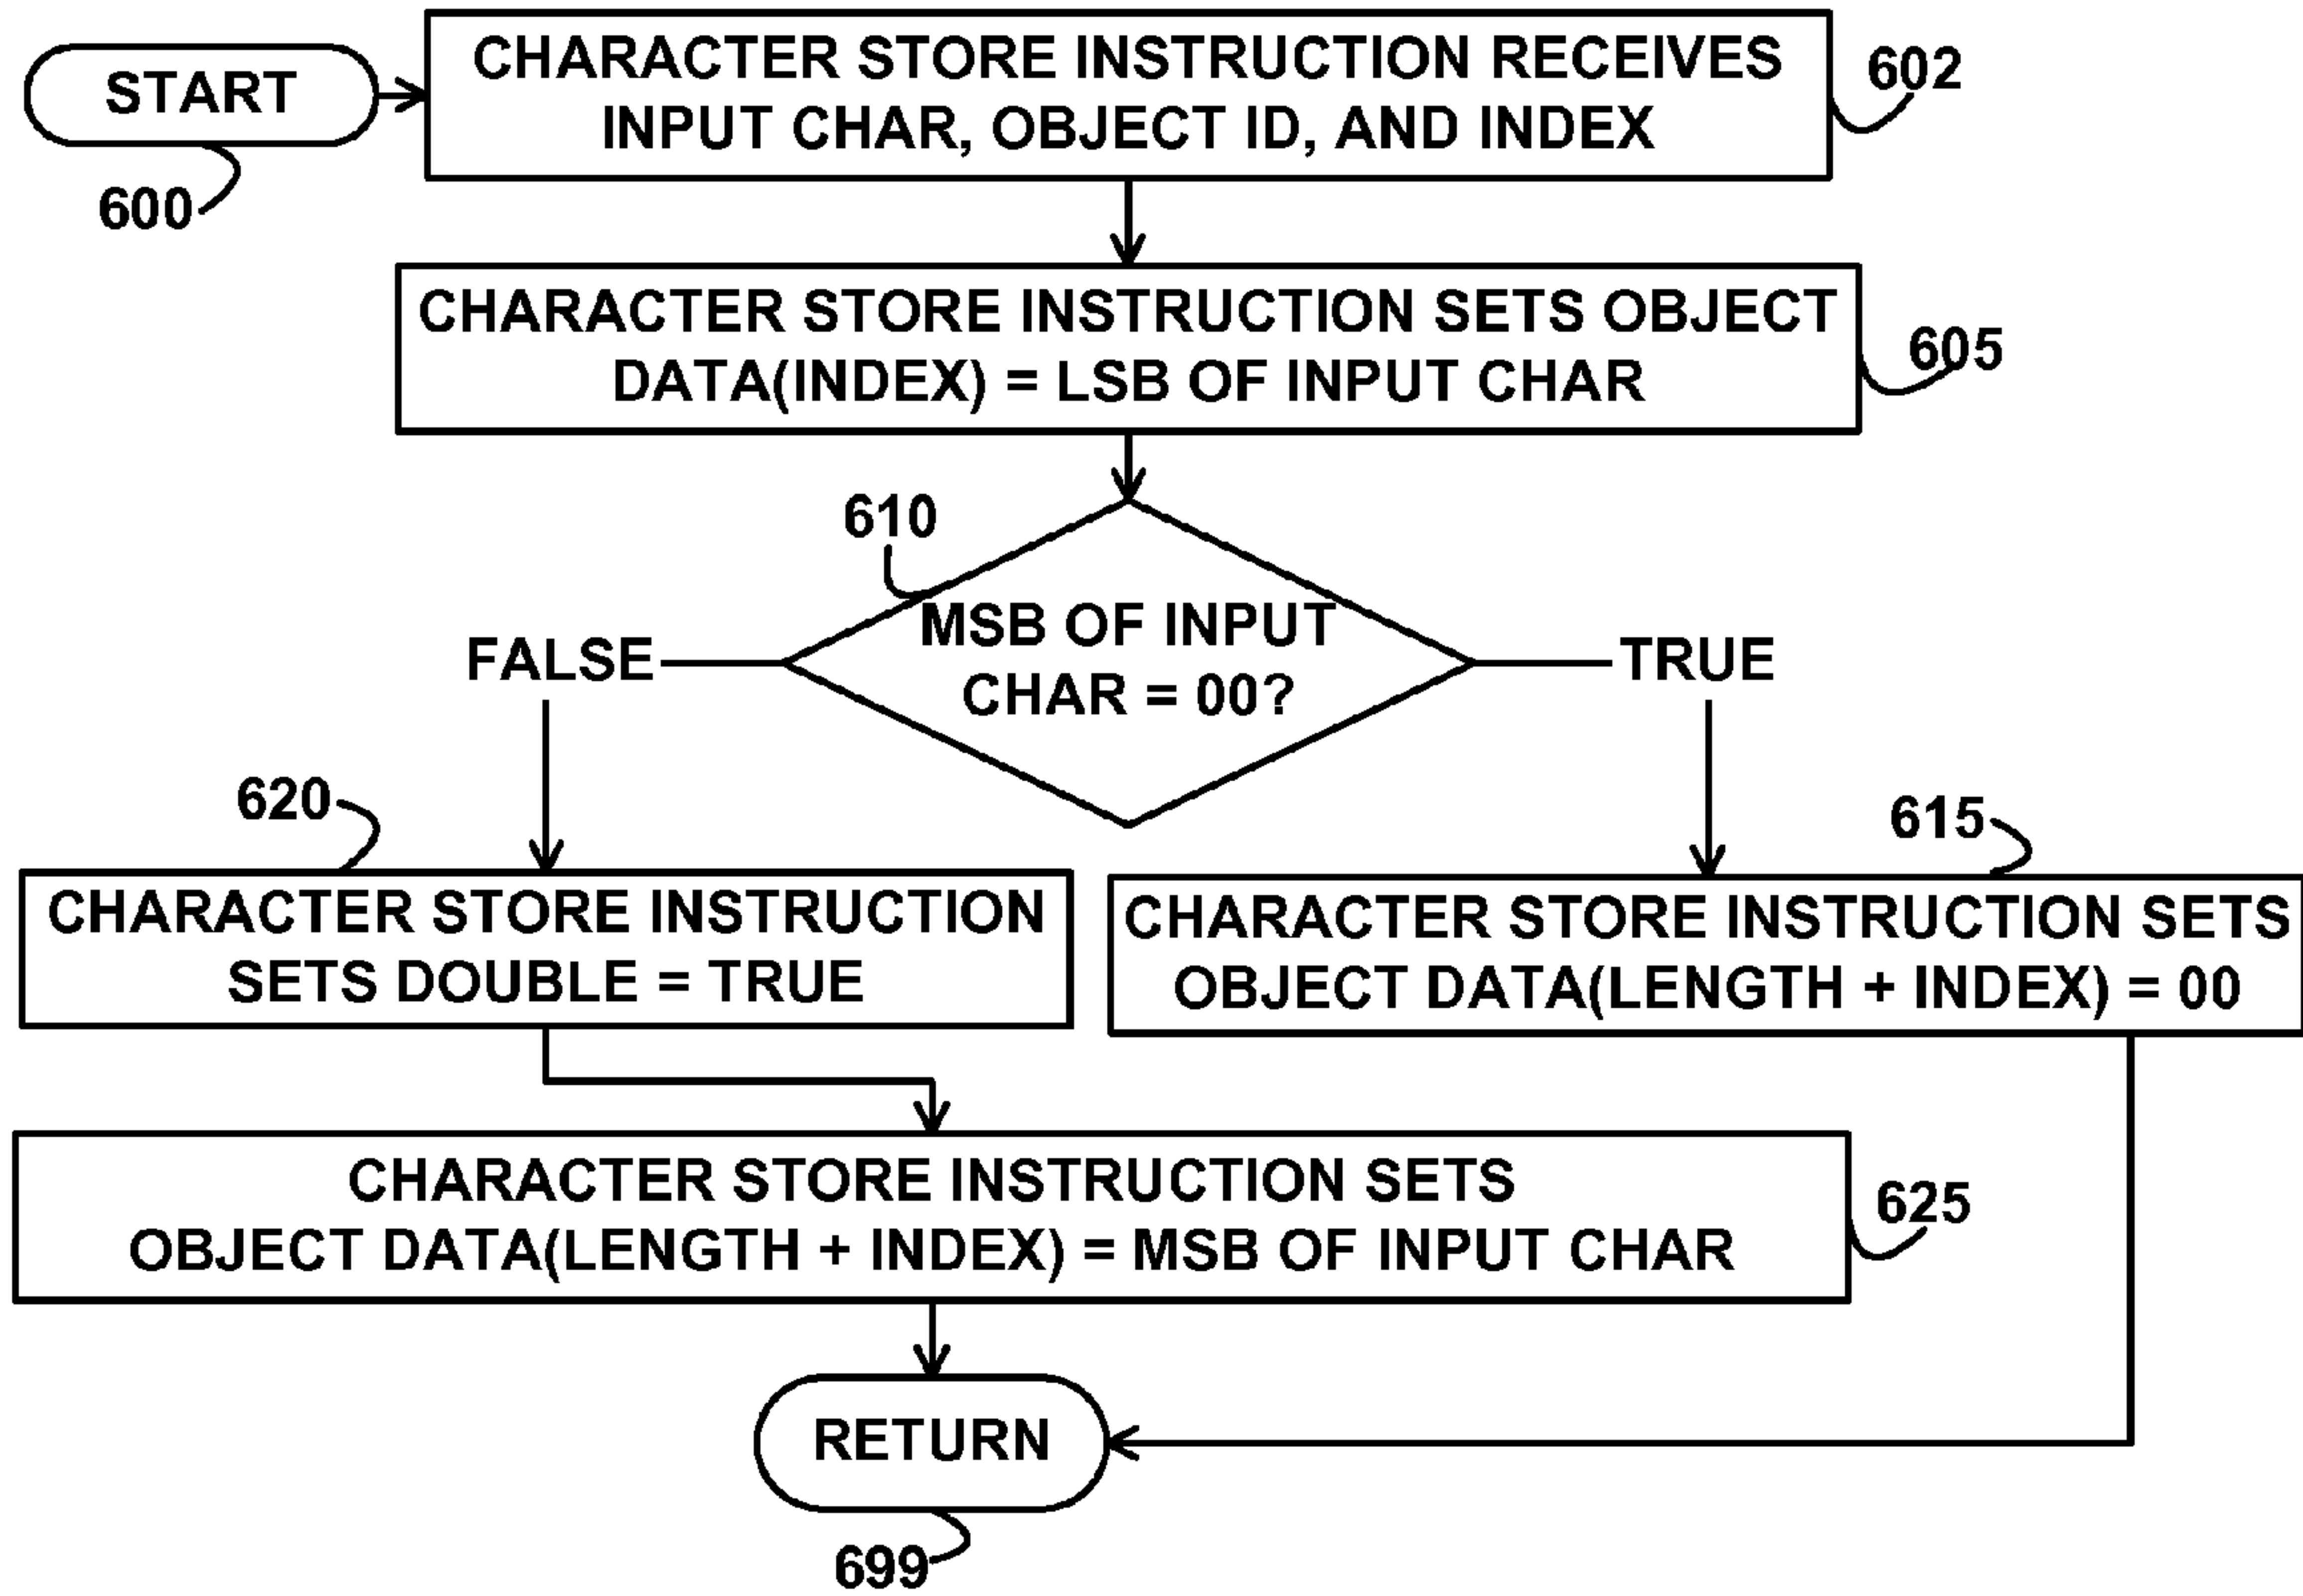 START
600
CHARACTER STORE INSTRUCTION RECEIVES
INPUT CHAR, OBJECT ID, AND INDEX
602
CHARACTER STORE INSTRUCTION SETS OBJECT
DATA(INDEX) = LSB OF INPUT CHAR
605
610
MSB OF INPUT
CHAR = 00?
FALSE
TRUE
620
CHARACTER STORE INSTRUCTION
SETS DOUBLE = TRUE
615
CHARACTER STORE INSTRUCTION SETS
OBJECT DATA(LENGTH + INDEX) = 00
CHARACTER STORE INSTRUCTION SETS
OBJECT DATA(LENGTH + INDEX) = MSB OF INPUT CHAR
625
RETURN
699